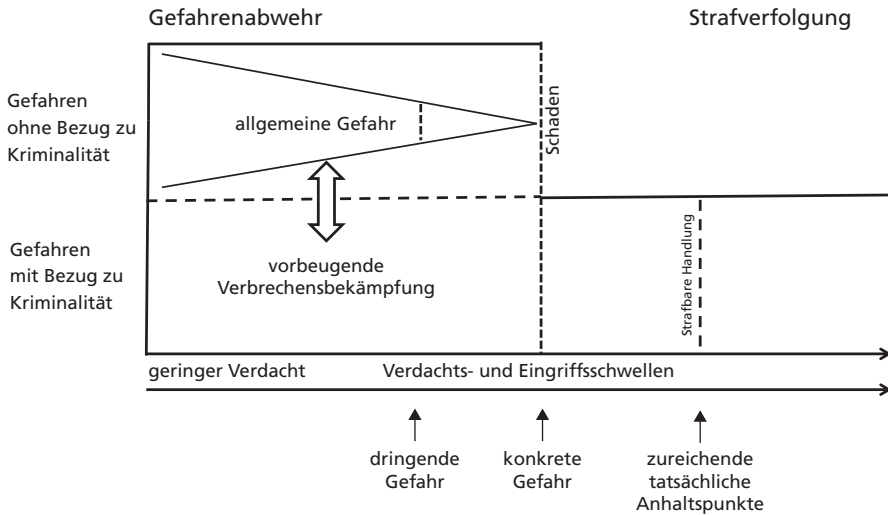 Gefahrenabwehr
Strafverfolgung
Gefahren
ohne Bezug zu
Kriminalität
allgemeine Gefahr
Schaden
Gefahren
mit Bezug zu
Kriminalität
vorbeugende
Verbrechensbekämpfung
Strafbare Handlung
geringer Verdacht
Verdachts- und Eingriffsschwellen
dringende
Gefahr
konkrete
Gefahr
zureichende
tatsächliche
Anhaltspunkte